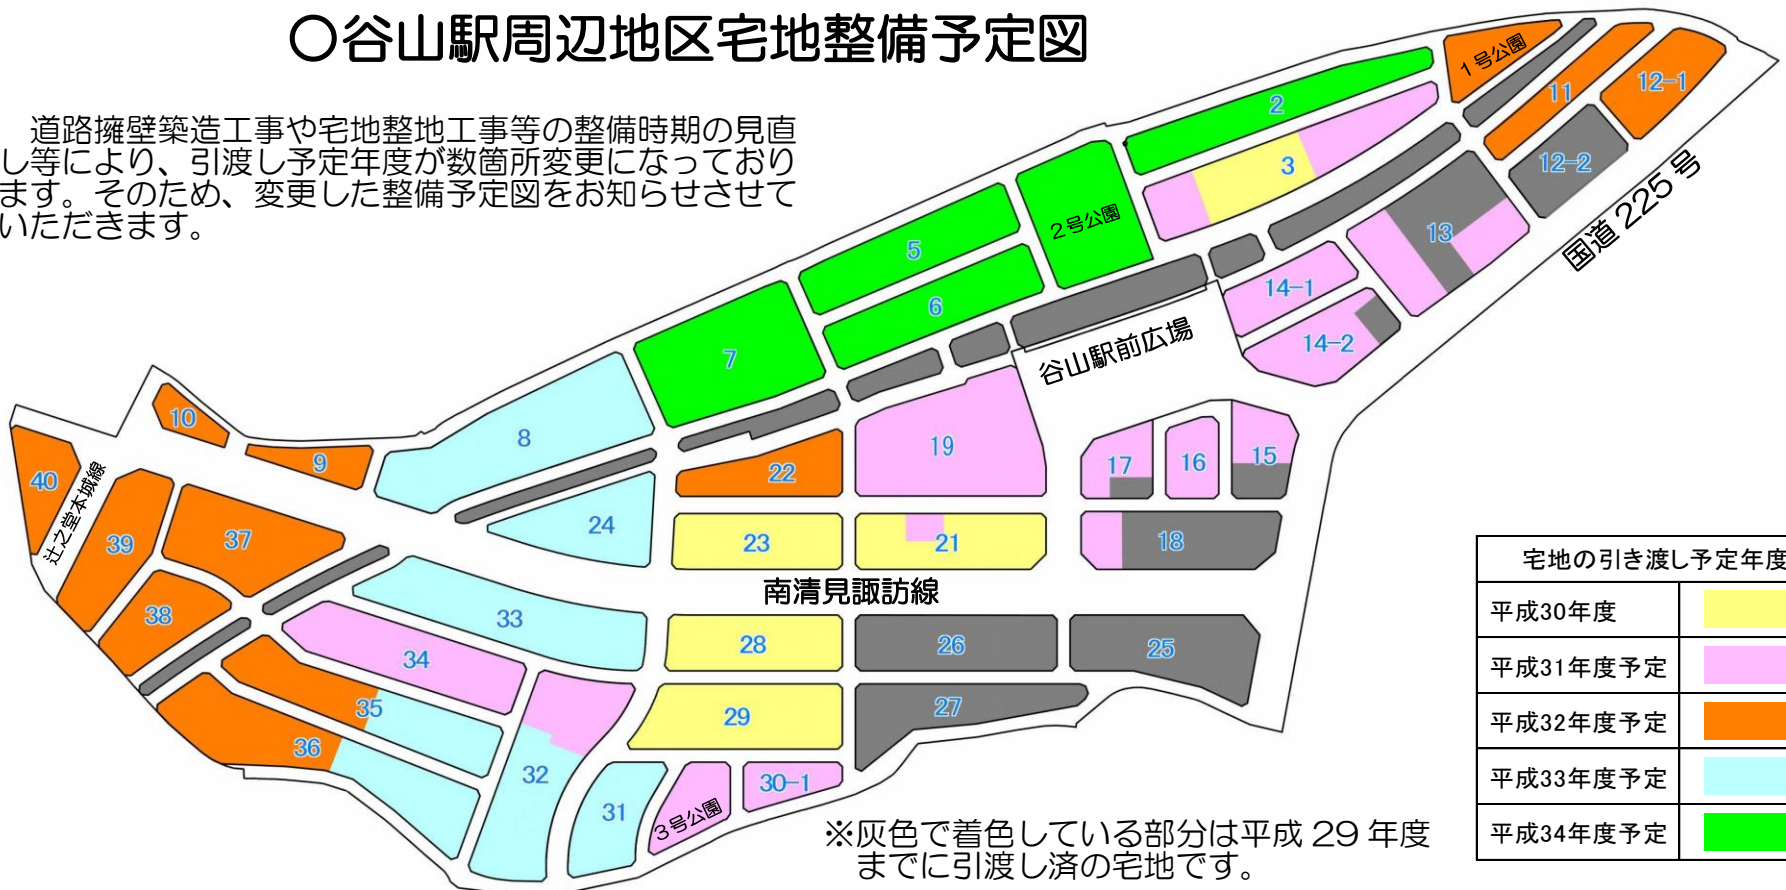 〇谷山駅周辺地区宅地整備予定図
道路擁壁築造工事や宅地整地工事等の整備時期の見直
し等により、引渡し予定年度が数箇所変更になっており
ます。そのため、変更した整備予定図をお知らせさせて
いただきます。
1号公園
11
12-1
2
3
12-2
国道225号
2号公園
13
5
6
14-1
14-2
7
谷山駅前広場
8
10
9
40
辻之堂本城線
39
37
38
22
19
17
16
15
24
23
21
18
南清見諏訪線
33
34
28
26
25
35
36
29
27
32
31
3号公園
30-1
宅地の引き渡し予定年度
平成30年度
平成31年度予定
平成32年度予定
平成33年度予定
平成34年度予定
※灰色で着色している部分は平成 29 年度
までに引渡し済の宅地です。